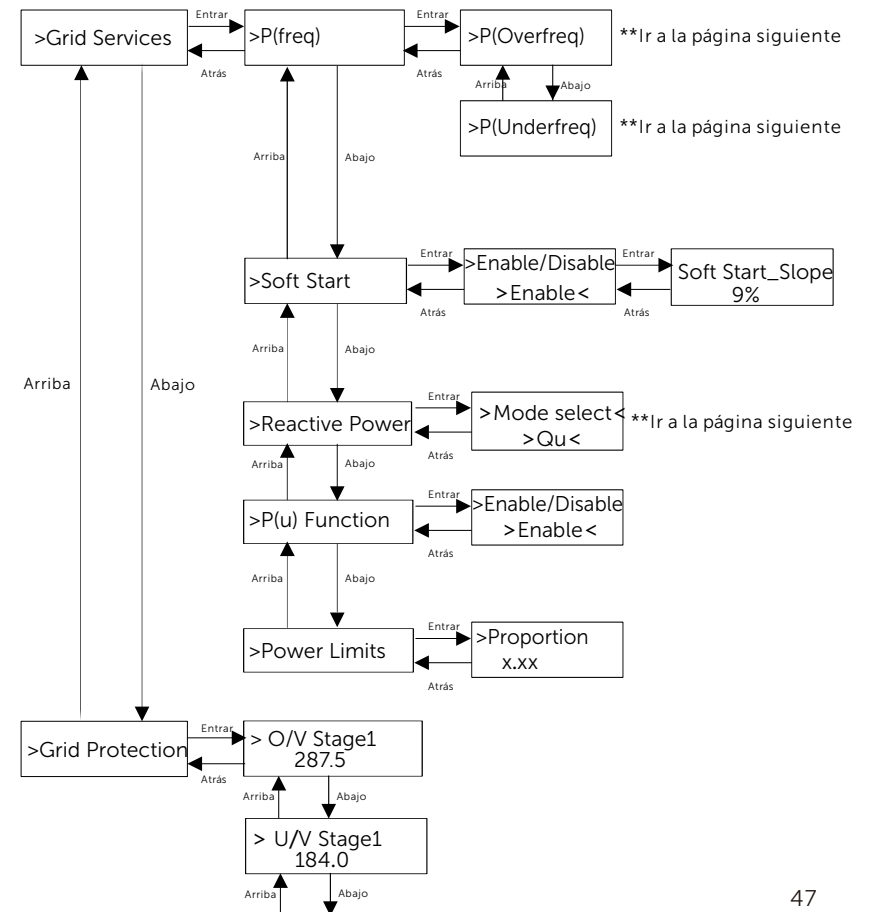 >Grid Services
Entrar
Atrás
>P(freq)
Entrar
Atrás
>P(Overfreq)
**Ir a la página siguiente
Arriba
Abajo
>P(Underfreq)
**Ir a la página siguiente
Arriba
Abajo
>Soft Start
Entrar
Atrás
>Enable/Disable
>Enable<
Entrar
Atrás
Soft Start_Slope
9%
Arriba
Abajo
Arriba
Abajo
>Reactive Power
Entrar
Atrás
>Mode select<
>Qu<
**Ir a la página siguiente
Arriba
Abajo
>P(u) Function
Entrar
Atrás
>Enable/Disable
>Enable<
Arriba
Abajo
>Power Limits
Entrar
Atrás
>Proportion
x.xx
>Grid Protection
Entrar
Atrás
> O/V Stage1
287.5
Arriba
Abajo
> U/V Stage1
184.0
Arriba
Abajo
47